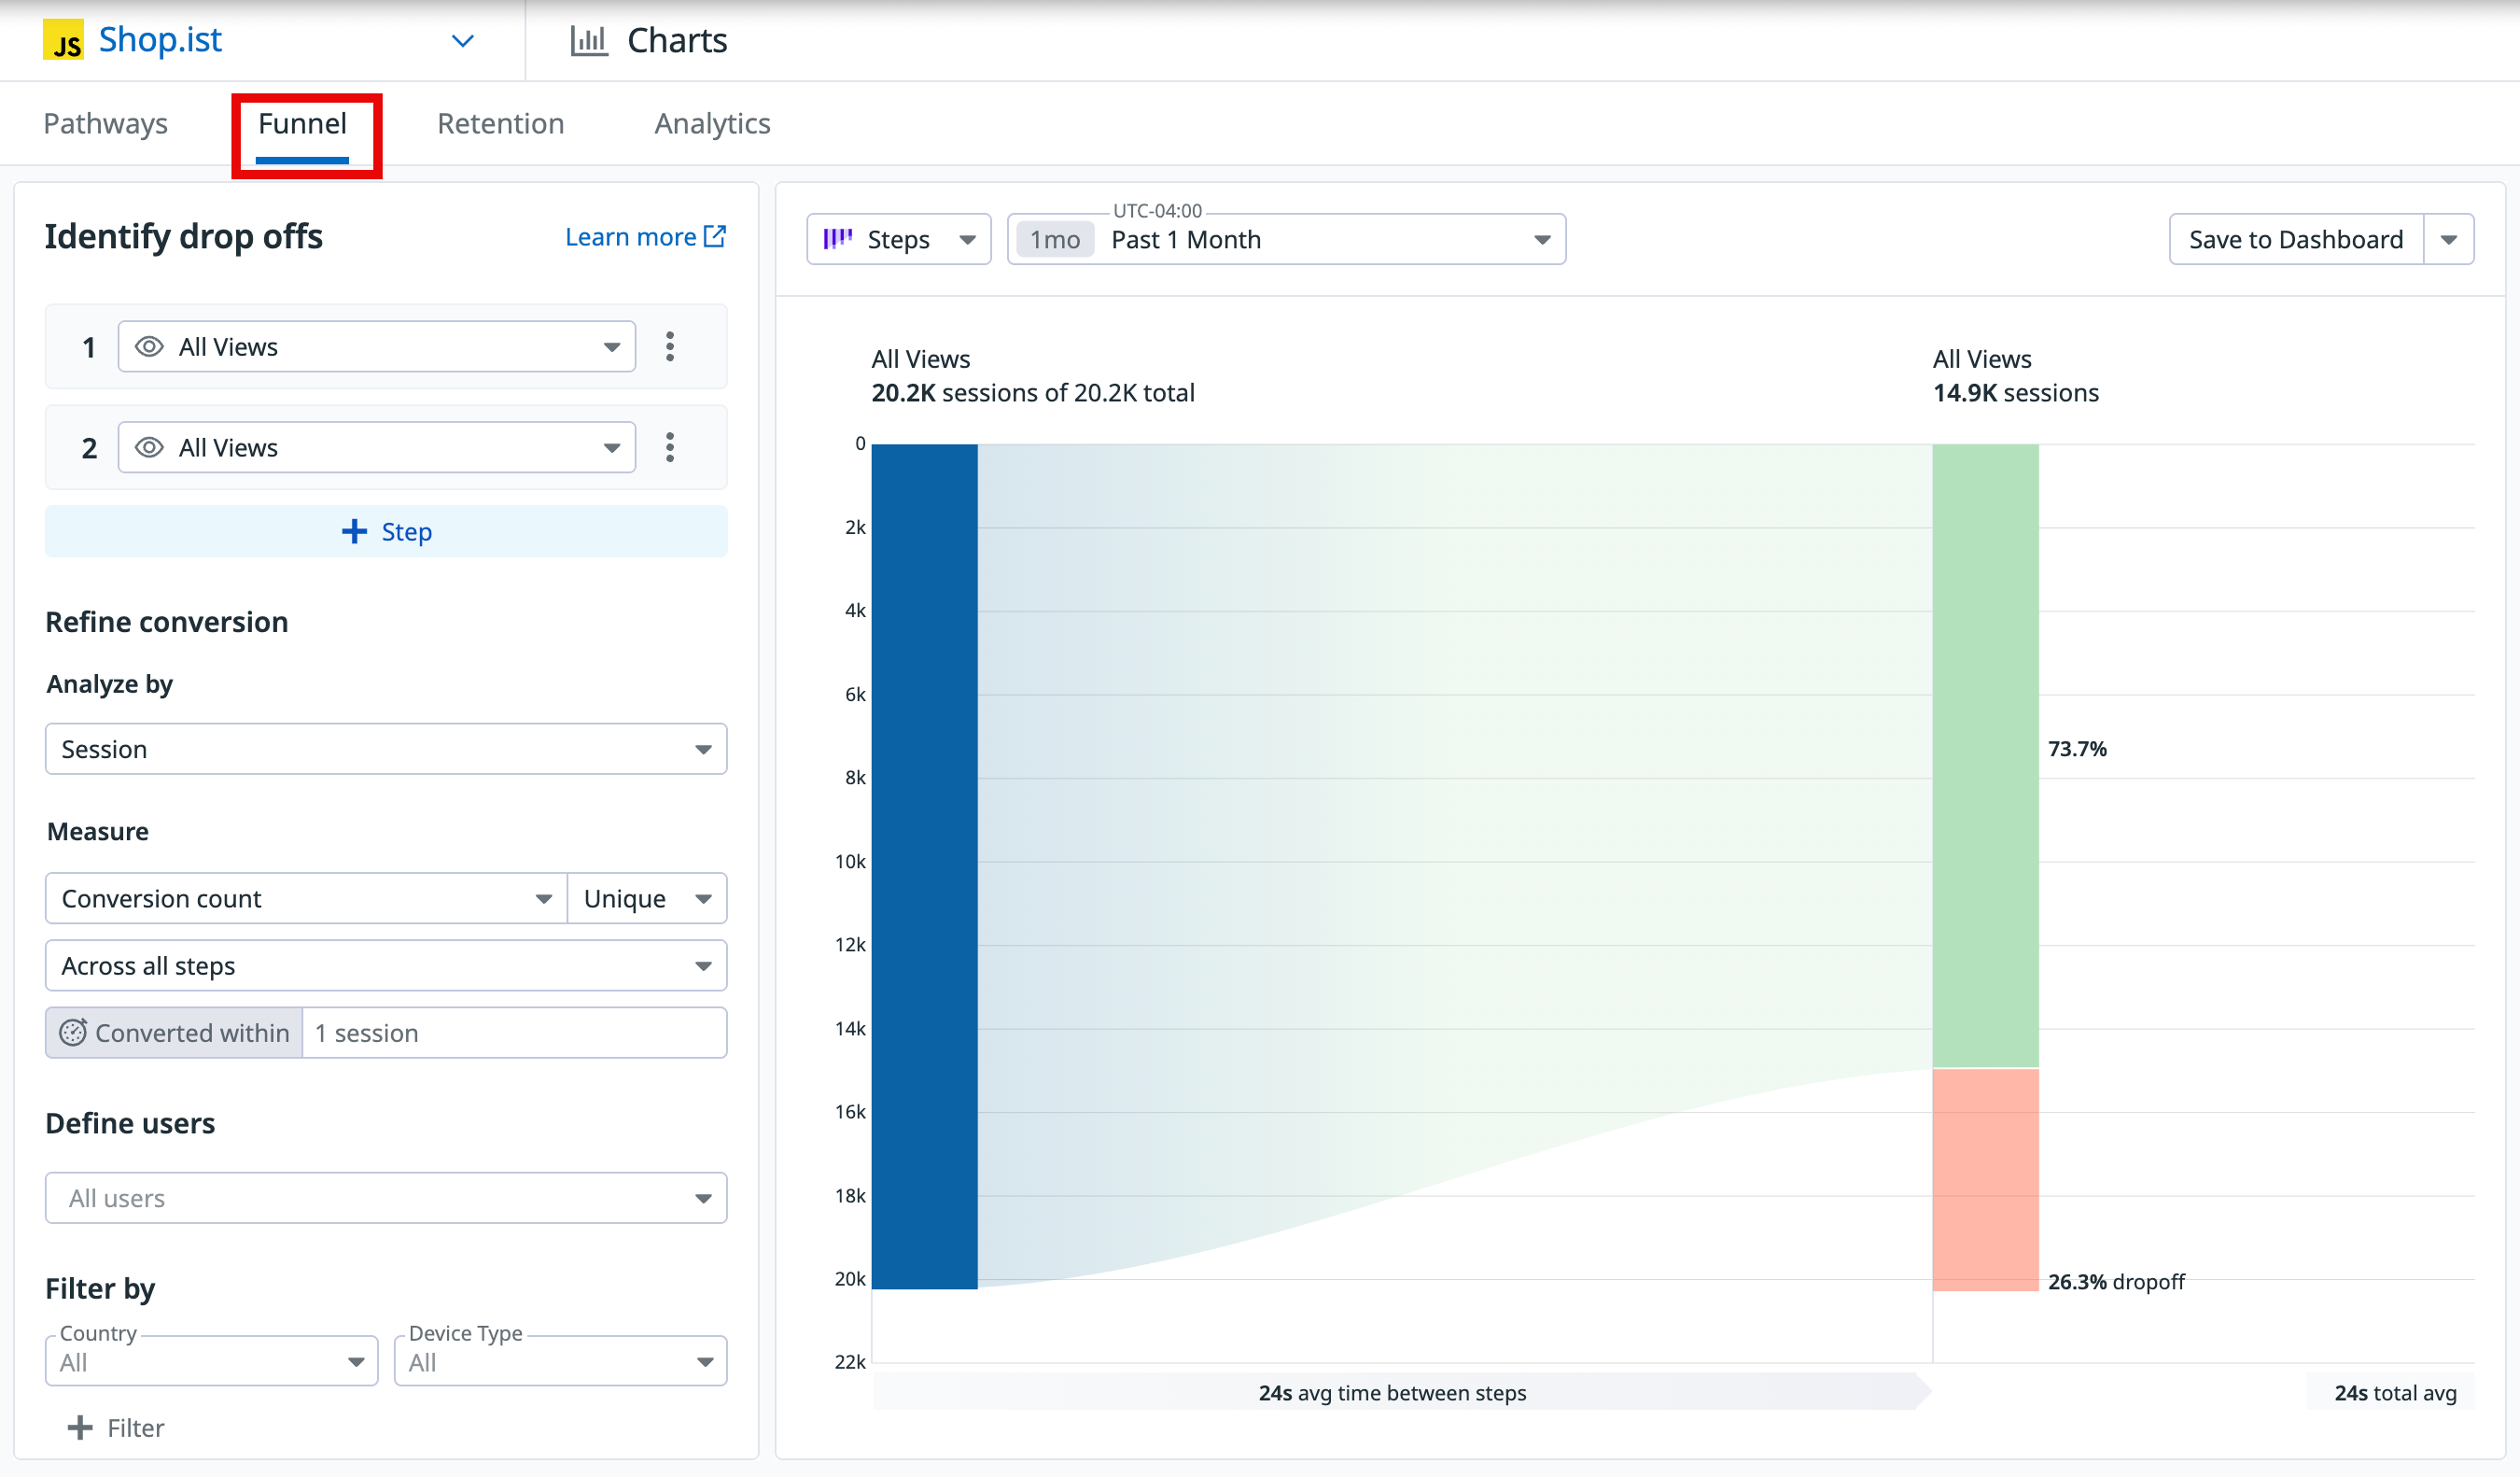 JS Shop.ist
Charts
Pathways
Funnel
Retention
Analytics
Identify drop offs
Learn more
1 All Views
2 All Views
+ Step
Refine conversion
Analyze by
Session
Measure
Conversion count
Unique
Across all steps
Converted within
1 session
Define users
All users
Filter by
Country
All
Device Type
All
+ Filter
Steps
UTC-04:00
1mo Past 1 Month
Save to Dashboard
All Views
20.2K sessions of 20.2K total
All Views
14.9K sessions
0
2k
4k
6k
8k
10k
12k
14k
16k
18k
20k
22k
73.7%
26.3% dropoff
24s avg time between steps
24s total avg